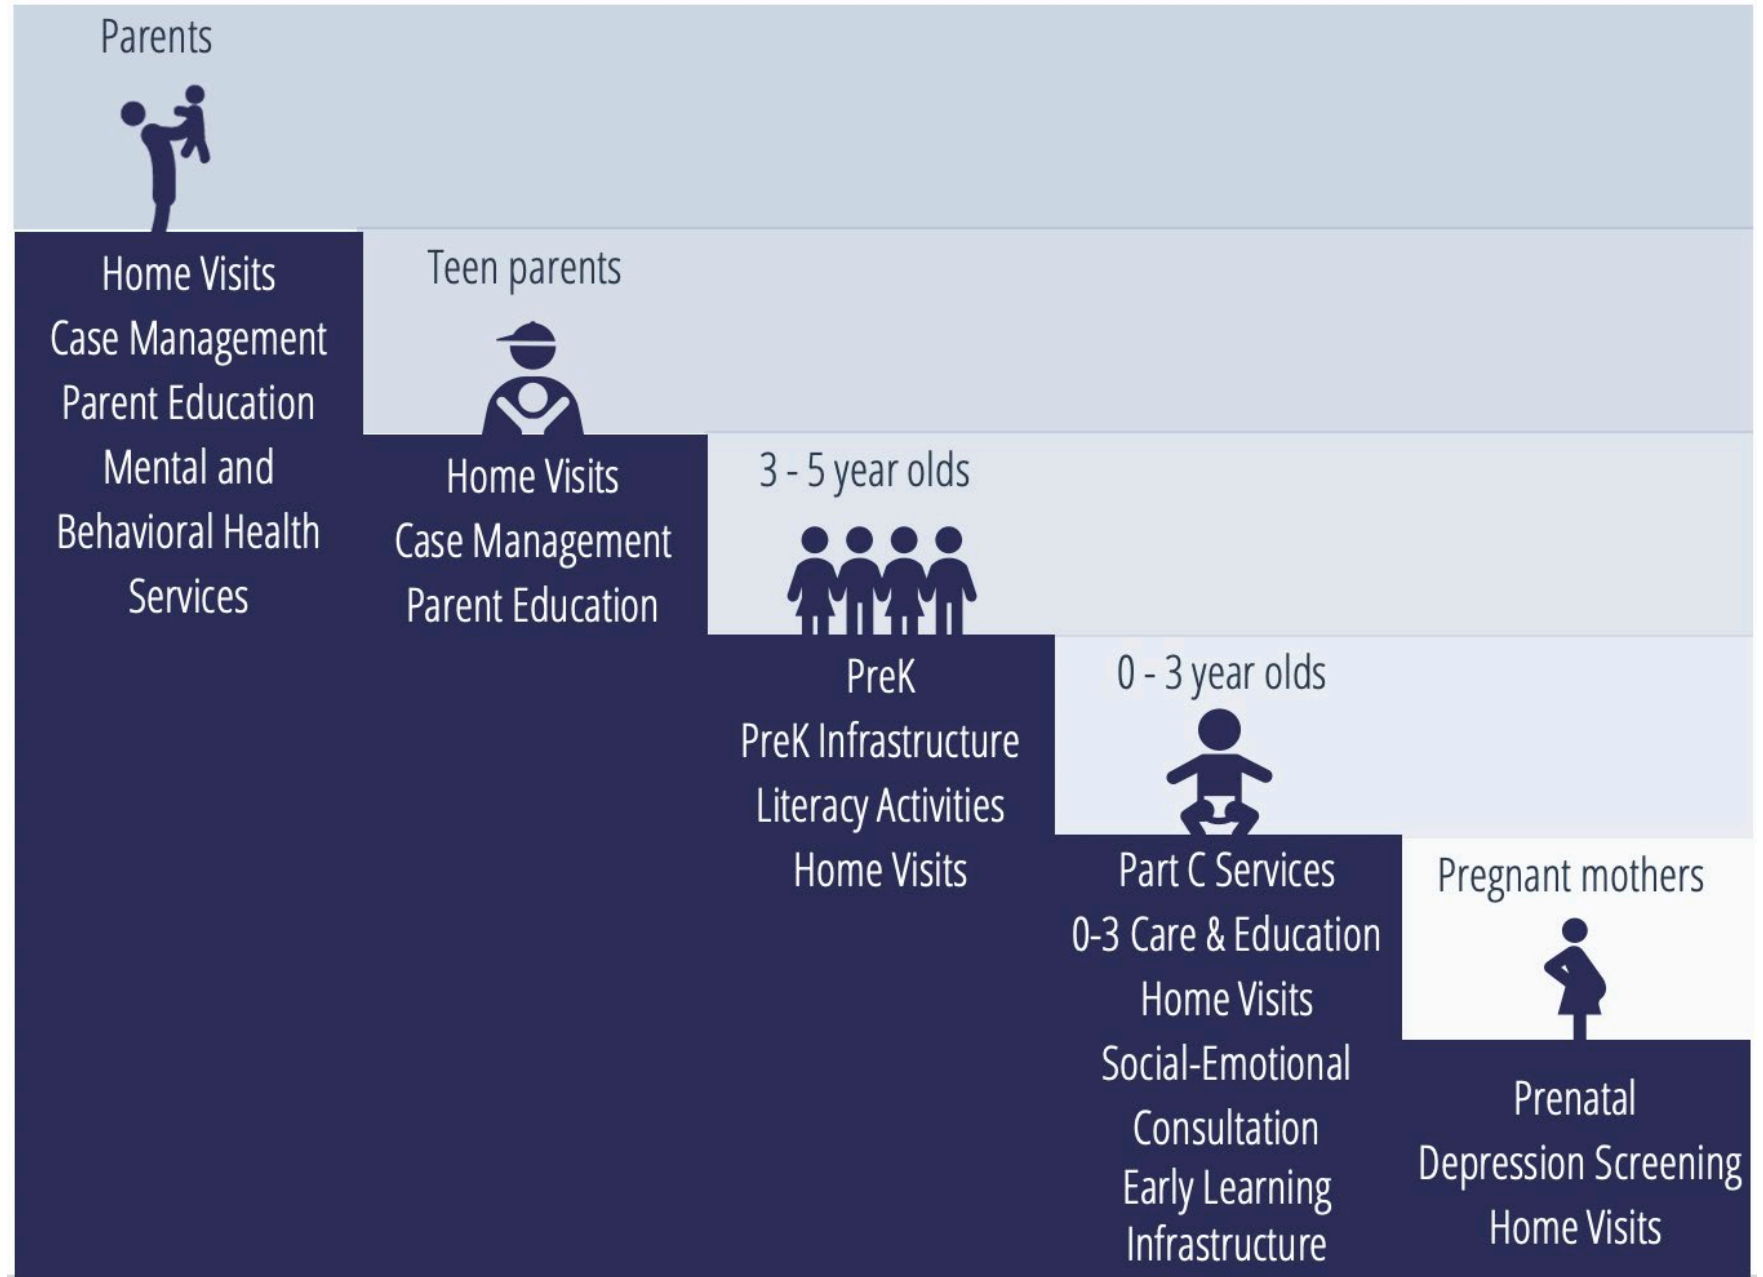 Parents
Home Visits
Case Management
Parent Education
Mental and
Behavioral Health
Services
Teen parents
Home Visits
Case Management
Parent Education
3 - 5 year olds
PreK
PreK Infrastructure
Literacy Activities
Home Visits
0 - 3 year olds
Part C Services
0-3 Care & Education
Home Visits
Social-Emotional
Consultation
Early Learning
Infrastructure
Pregnant mothers
Prenatal
Depression Screening
Home Visits